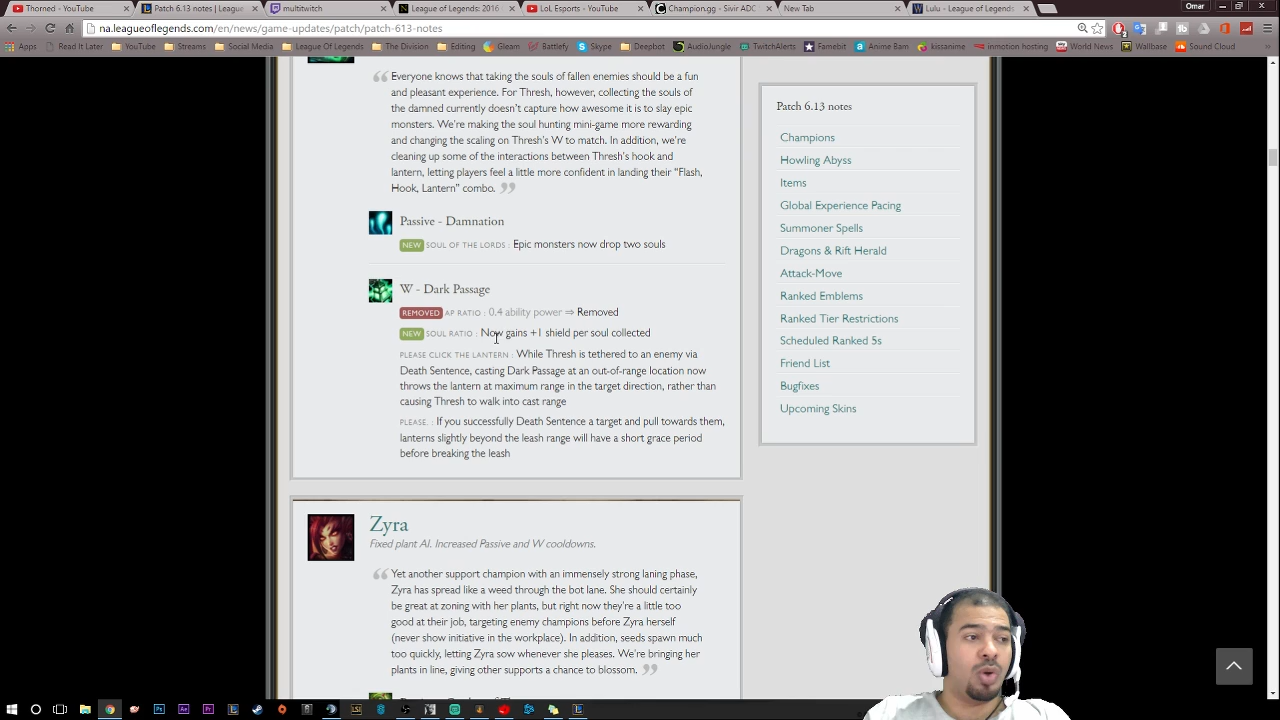 Thorned - YouTube
Patch 6.13 notes | League
multitwitch
League of Legends: 2016
LoL Esports - YouTube
Champion.gg - Sivir ADC
New Tab
Lulu - League of Legends
Omar
na.leagueoflegends.com/en/news/game-updates/patch/patch-613-notes
Apps
Read It Later
YouTube
Streams
Social Media
League Of Legends
The Division
Editing
Gleam
Battlefy
Skype
Deepbot
AudioJungle
TwitchAlerts
Famebit
Anime Bam
kissanime
inmotion hosting
World News
Wallbase
Sound Cloud
Everyone knows that taking the souls of fallen enemies should be a fun
and pleasant experience. For Thresh, however, collecting the souls of
the damned currently doesn't capture how awesome it is to slay epic
monsters. We're making the soul hunting mini-game more rewarding
and changing the scaling on Thresh's W to match. In addition, we're
cleaning up some of the interactions between Thresh's hook and
lantern, letting players feel a little more confident in landing their "Flash,
Hook, Lantern" combo.
Passive - Damnation
NEW SOUL OF THE LORDS : Epic monsters now drop two souls
W - Dark Passage
REMOVED AP RATIO : 0.4 ability power ⇒ Removed
NEW SOUL RATIO : Now gains +1 shield per soul collected
PLEASE CLICK THE LANTERN : While Thresh is tethered to an enemy via
Death Sentence, casting Dark Passage at an out-of-range location now
throws the lantern at maximum range in the target direction, rather than
causing Thresh to walk into cast range
PLEASE. : If you successfully Death Sentence a target and pull towards them,
lanterns slightly beyond the leash range will have a short grace period
before breaking the leash
Zyra
Fixed plant AI. Increased Passive and W cooldowns.
Yet another support champion with an immensely strong laning phase,
Zyra has spread like a weed through the bot lane. She should certainly
be great at zoning with her plants, but right now they're a little too
good at their job, targeting enemy champions before Zyra herself
(never show initiative in the workplace). In addition, seeds spawn much
too quickly, letting Zyra sow whenever she pleases. We're bringing her
plants in line, giving other supports a chance to blossom.
Patch 6.13 notes
Champions
Howling Abyss
Items
Global Experience Pacing
Summoner Spells
Dragons & Rift Herald
Attack-Move
Ranked Emblems
Ranked Tier Restrictions
Scheduled Ranked 5s
Friend List
Bugfixes
Upcoming Skins